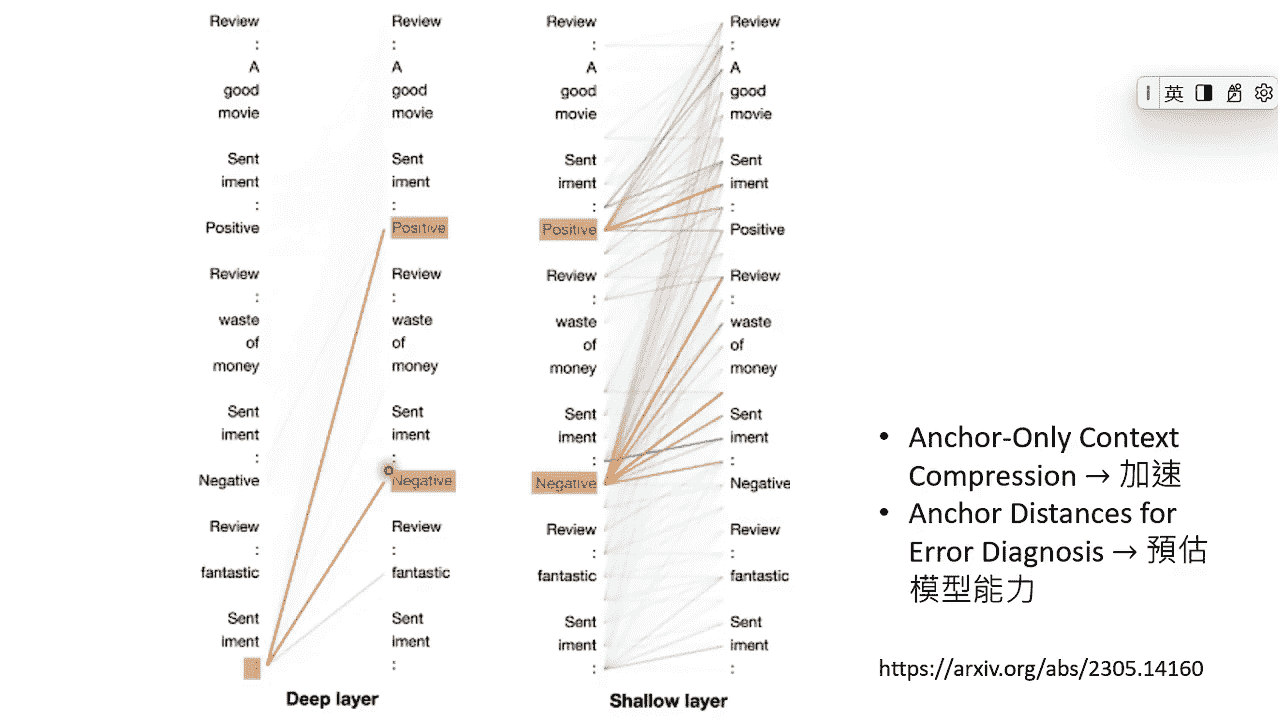 Review
:
A
good
movie
Sent
iment
:
Positive
Review
:
waste
of
money
Sent
iment
:
Negative
Review
:
fantastic
Sent
iment
:
Review
:
A
good
movie
Sent
iment
:
Positive
Review
:
waste
of
money
Sent
iment
:
Negative
Review
:
fantastic
Sent
iment
:
Deep layer
Review
:
A
good
movie
Sent
iment
:
Positive
Review
:
waste
of
money
Sent
iment
:
Negative
Review
:
fantastic
Sent
iment
:
Review
:
A
good
movie
Sent
iment
:
Positive
Review
:
waste
of
money
Sent
iment
:
Negative
Review
:
fantastic
Sent
iment
:
Shallow layer
英
• Anchor-Only Context
Compression → 加速
• Anchor Distances for
Error Diagnosis → 預估
模型能力
https://arxiv.org/abs/2305.14160